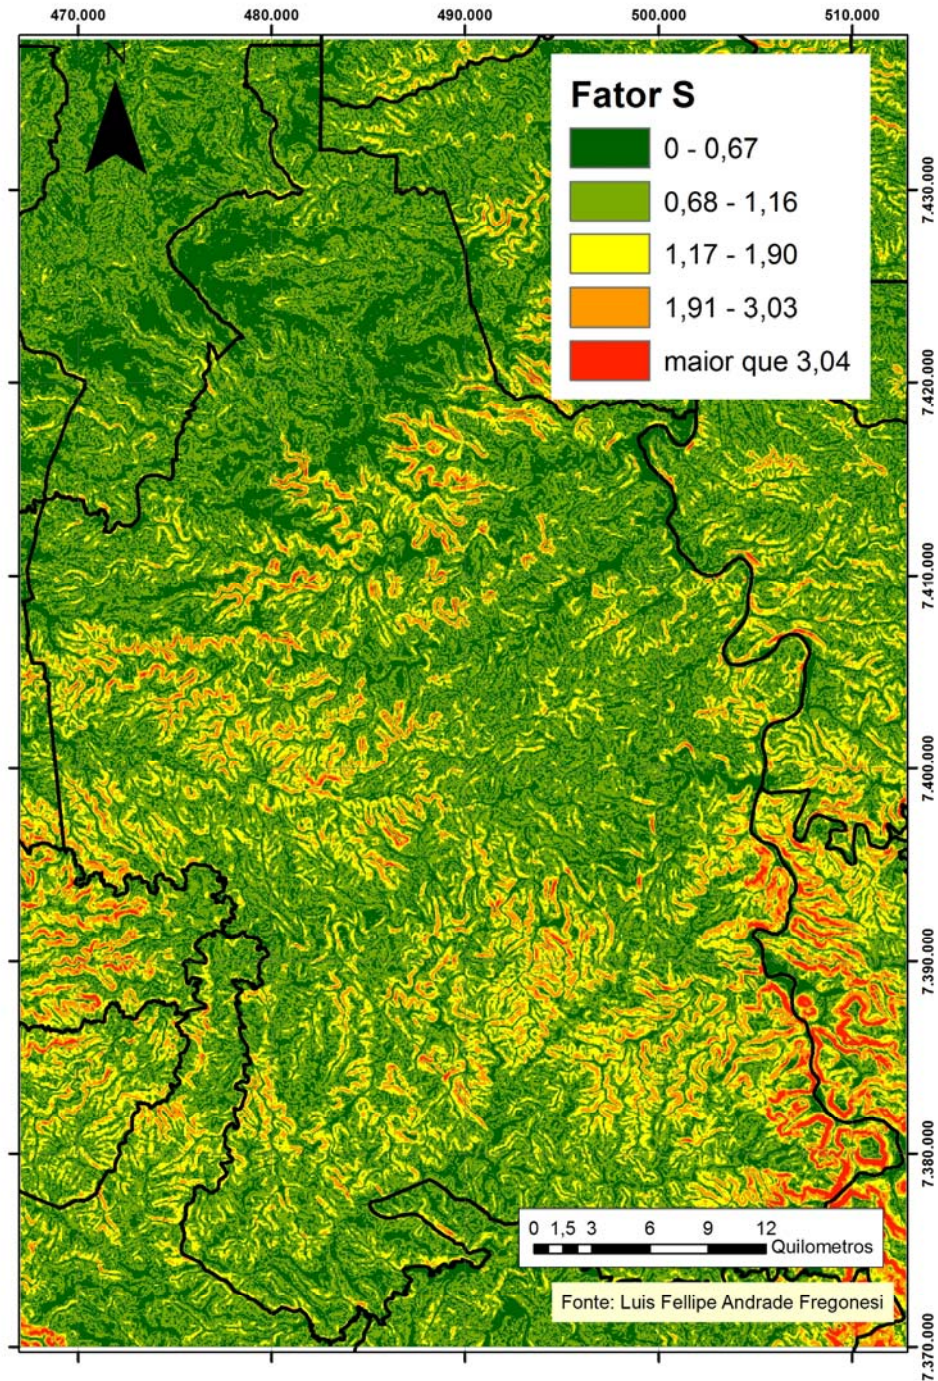 470.000 480.000 490.000 500.000 510.000
N
Fator S
0 - 0,67
0,68 - 1,16
1,17 - 1,90
1,91 - 3,03
maior que 3,04
7.430.000
7.420.000
7.410.000
7.400.000
7.390.000
7.380.000
7.370.000
0 1,5 3 6 9 12
Quilometros
Fonte: Luis Fellipe Andrade Fregonesi